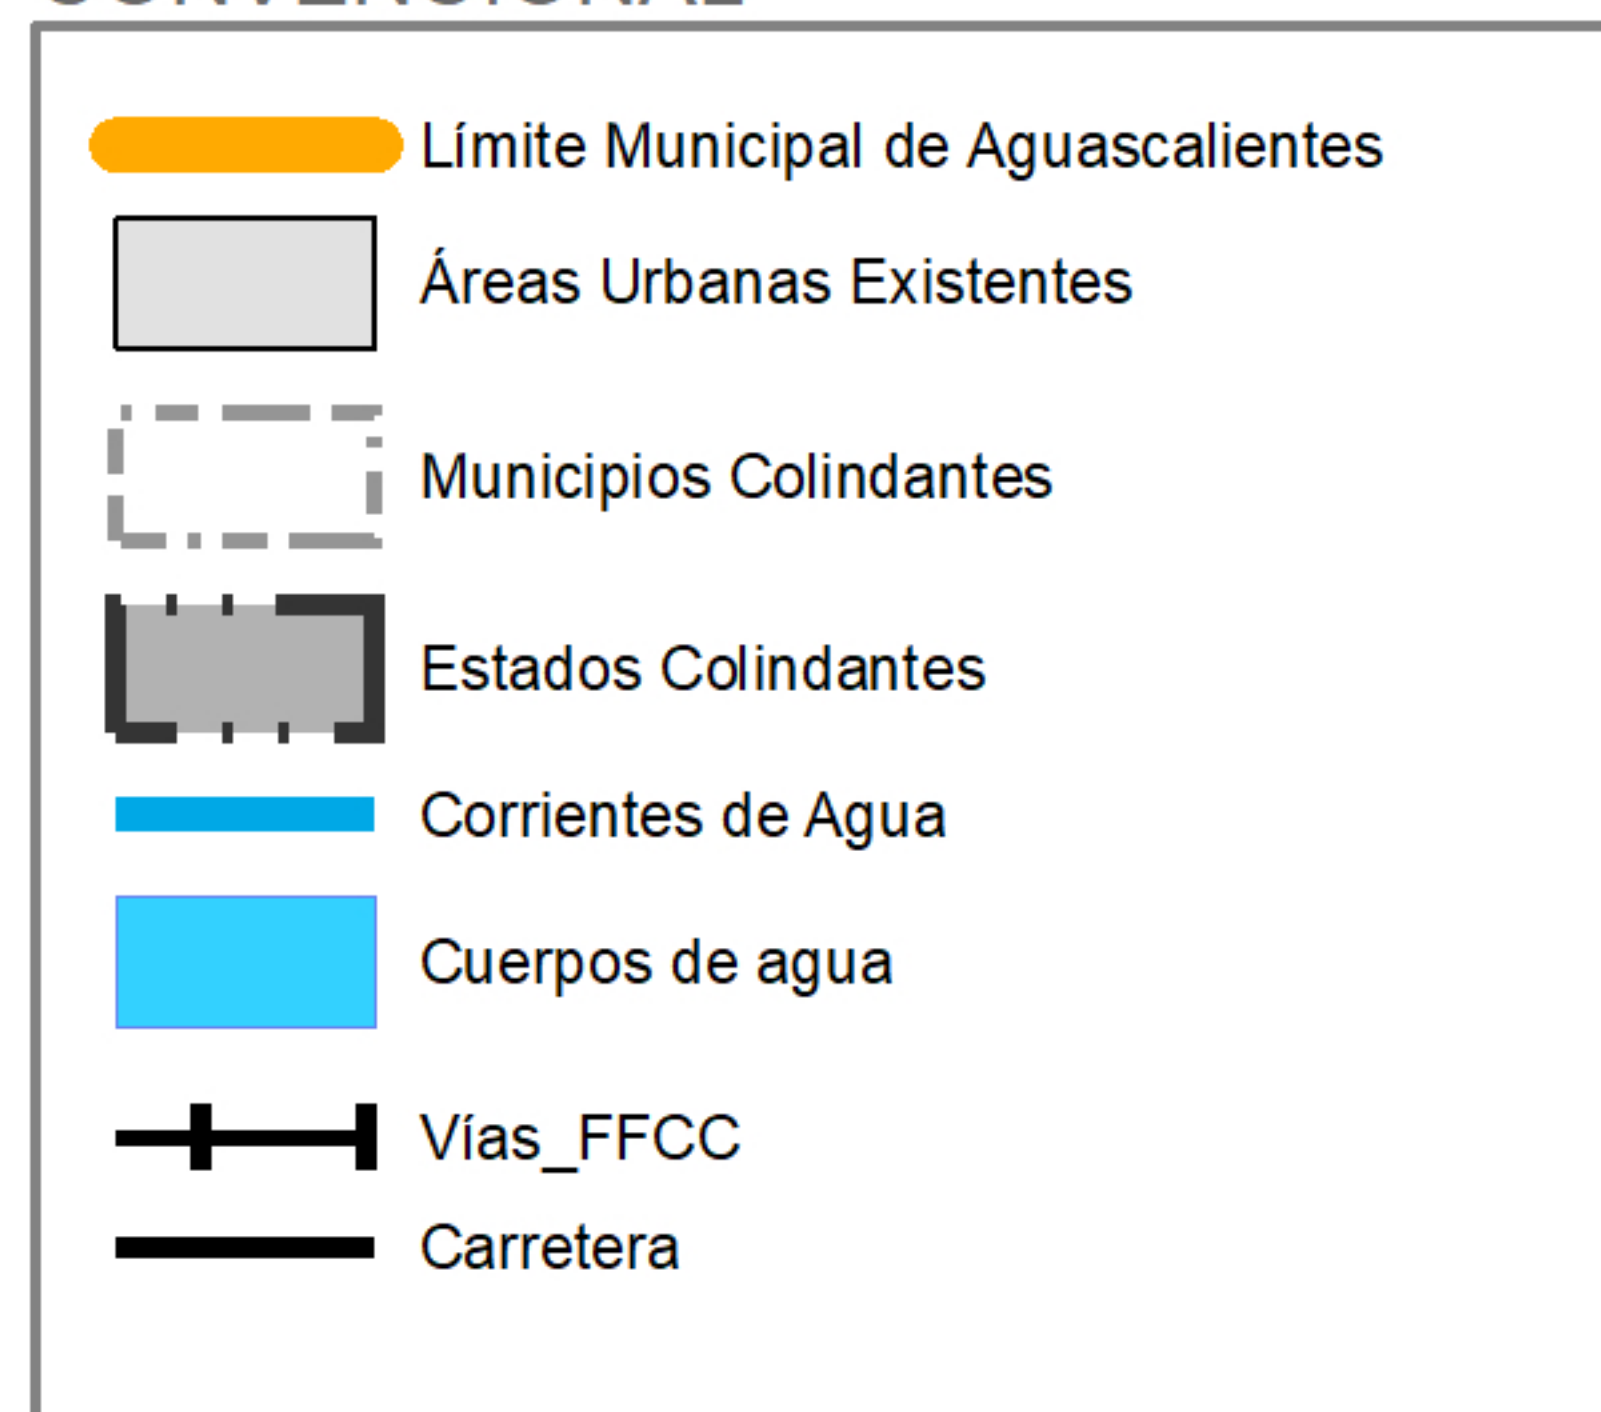 Límite Municipal de Aguascalientes
Áreas Urbanas Existentes
Municipios Colindantes
Estados Colindantes
Corrientes de Agua
Cuerpos de agua
Vías_FFCC
Carretera